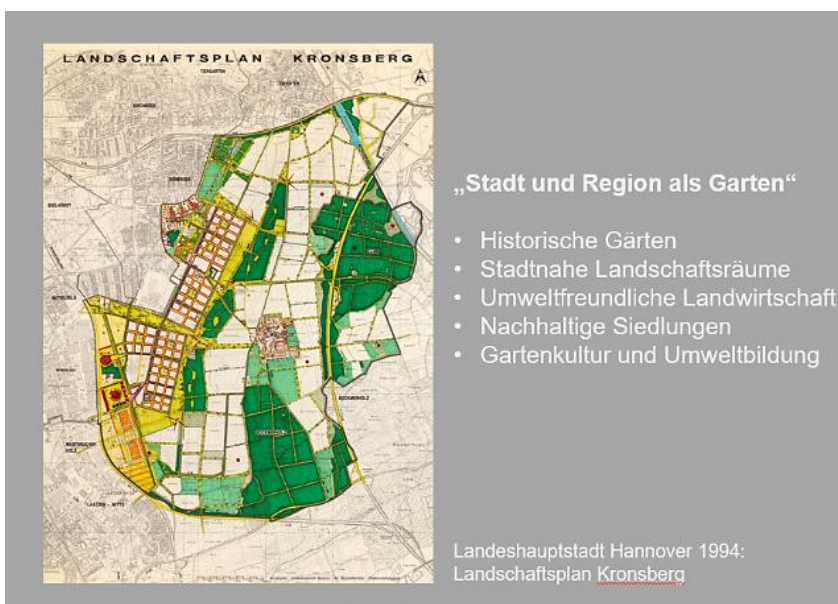 LANDSCHAFTSPLAN KRONSBERG
„Stadt und Region als Garten“
• Historische Gärten
• Stadtnahe Landschaftsräume
• Umweltfreundliche Landwirtschaft
• Nachhaltige Siedlungen
• Gartenkultur und Umweltbildung
Landeshauptstadt Hannover 1994:
Landschaftsplan Kronsberg